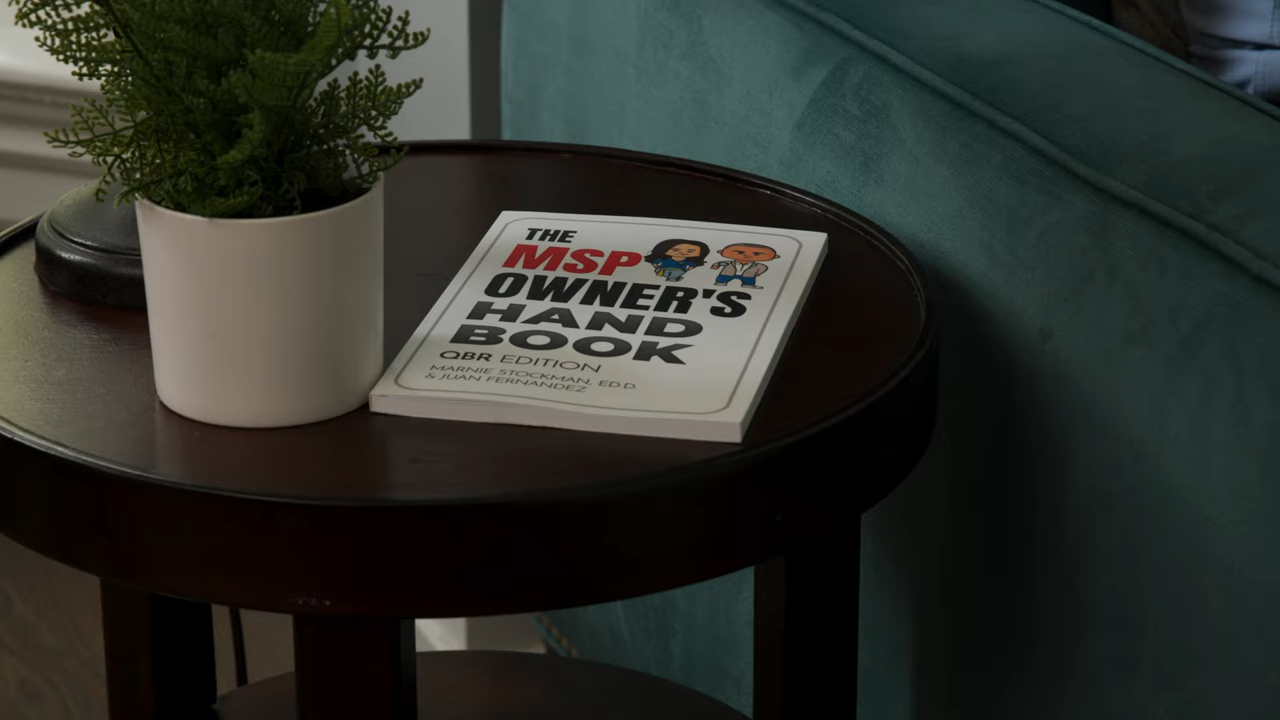 THE
MSP
OWNER'S
HAND
BOOK
QBR EDITION
MARNIE STOCKMAN, ED.D.
& JUAN FERNANDEZ